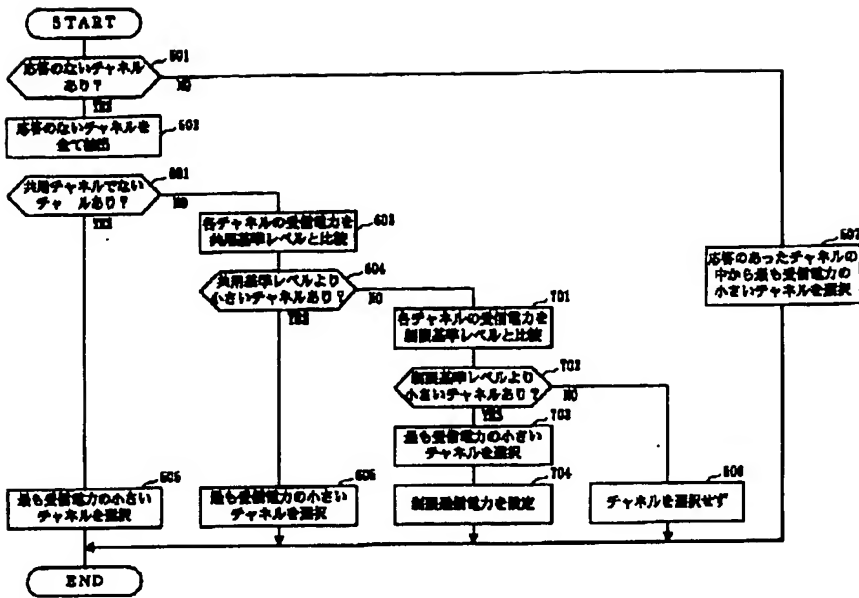 START
501
応答のないチャネル
あり?
NO
YES
502
応答のないチャネルを
全て抽出
601
共用チャネルでない
チャ ルあり?
NO
YES
603
各チャネルの受信電力を
共用基準レベルと比較
604
共用基準レベルより
小さいチャネルあり?
NO
YES
507
応答のあったチャネルの
中から最も受信電力の
小さいチャネルを選択
701
各チャネルの受信電力を
制限基準レベルと比較
702
制限基準レベルより
小さいチャネルあり?
NO
YES
703
最も受信電力の小さい
チャネルを選択
704
制限送信電力を設定
505
最も受信電力の小さい
チャネルを選択
最も受信電力の小さい
チャネルを選択
506
チャネルを選択せず
END